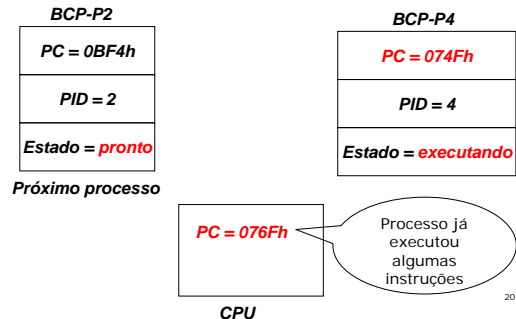 BCP-P2
PC = 0BF4h
PID = 2
Estado = pronto
Próximo processo
BCP-P4
PC = 074Fh
PID = 4
Estado = executando
PC = 076Fh
CPU
Processo já
executou
algumas
instruções
20